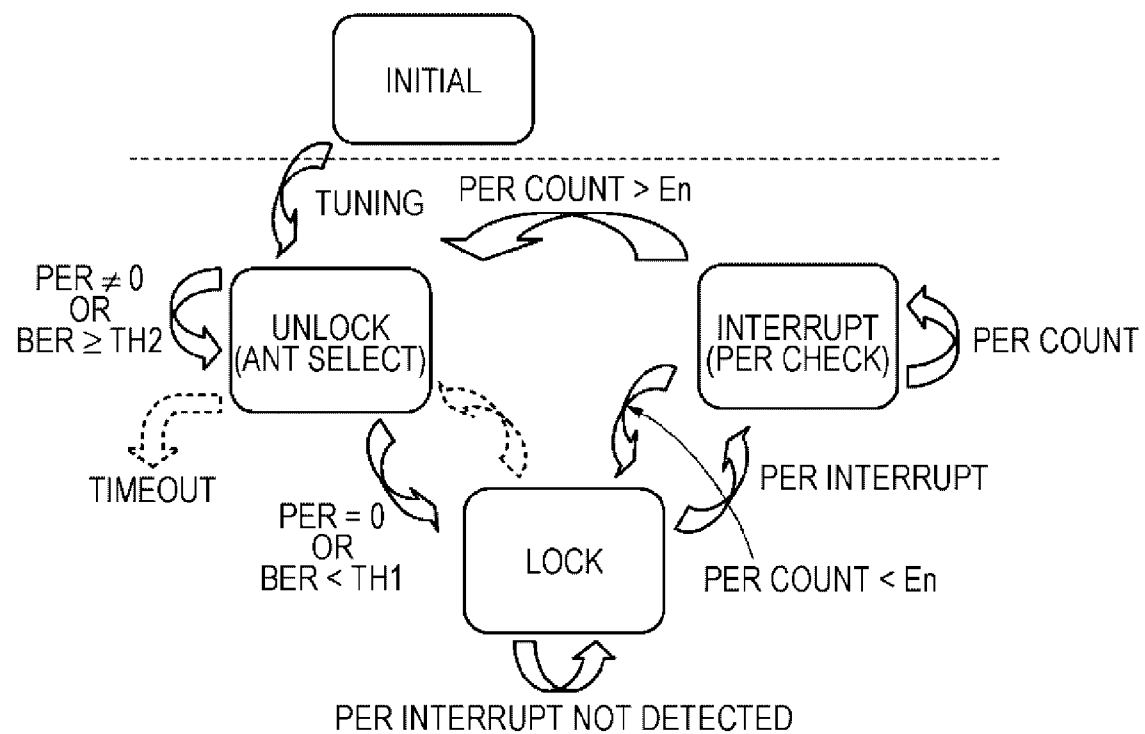 INITIAL
TUNING
PER COUNT > En
PER ≠ 0
OR
BER ≥ TH2
UNLOCK
(ANT SELECT)
INTERRUPT
(PER CHECK)
PER COUNT
TIMEOUT
PER INTERRUPT
PER = 0
OR
BER < TH1
LOCK
PER COUNT < En
PER INTERRUPT NOT DETECTED